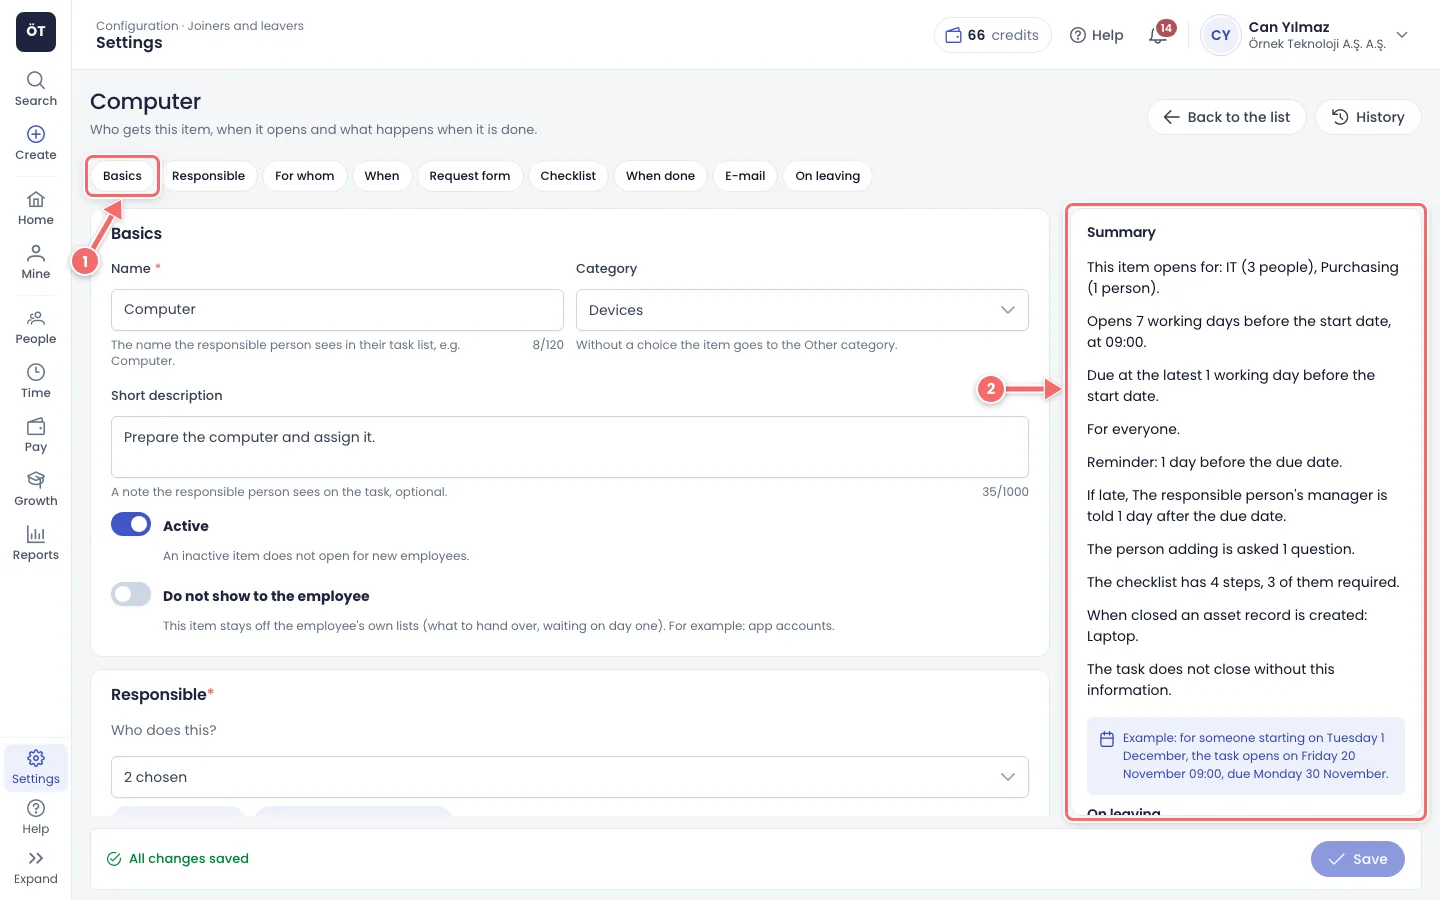 ÖT
Search
Create
Home
Mine
People
Time
Pay
Growth
Reports
Settings
Help
Expand
Configuration · Joiners and leavers
Settings
66 credits
Help
14
CY
Can Yılmaz
Örnek Teknoloji A.Ş. A.Ş.
Computer
Who gets this item, when it opens and what happens when it is done.
Back to the list
History
Basics
Responsible
For whom
When
Request form
Checklist
When done
E-mail
On leaving
1
Basics
Name *
Computer
The name the responsible person sees in their task list, e.g.
Computer.
8/120
Category
Devices
Without a choice the item goes to the Other category.
Short description
Prepare the computer and assign it.
A note the responsible person sees on the task, optional.
35/1000
Active
An inactive item does not open for new employees.
Do not show to the employee
This item stays off the employee's own lists (what to hand over, waiting on day one). For example: app accounts.
Responsible*
Who does this?
2 chosen
2
Summary
This item opens for: IT (3 people), Purchasing
(1 person).
Opens 7 working days before the start date,
at 09:00.
Due at the latest 1 working day before the
start date.
For everyone.
Reminder: 1 day before the due date.
If late, The responsible person's manager is
told 1 day after the due date.
The person adding is asked 1 question.
The checklist has 4 steps, 3 of them required.
When closed an asset record is created:
Laptop.
The task does not close without this
information.
Example: for someone starting on Tuesday 1
December, the task opens on Friday 20
November 09:00, due Monday 30 November.
On leaving
All changes saved
Save